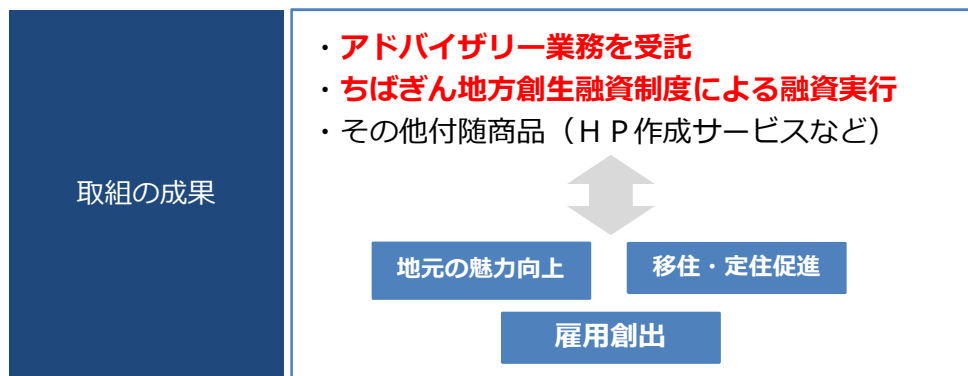 取組の成果
・アドバイザリー業務を受託
・ちばぎん地方創生融資制度による融資実行
・その他付随商品（ＨＰ作成サービスなど）
地元の魅力向上
移住・定住促進
雇用創出